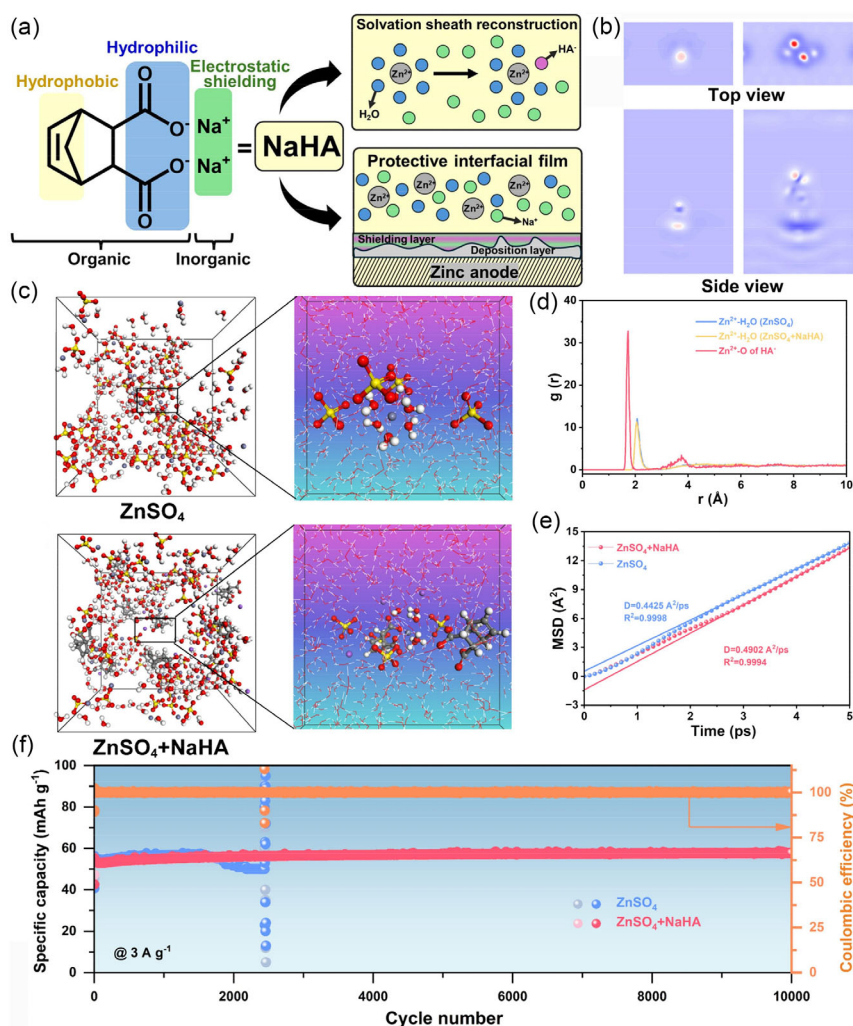 (a)
Hydrophobic
Hydrophilic
Electrostatic
shielding
O
O⁻ Na⁺
O⁻ Na⁺
O
= NaHA
Organic
Inorganic
Solvation sheath reconstruction
HA⁻
Zn²⁺
Zn²⁺
H₂O
Protective interfacial film
Zn²⁺
Zn²⁺
Zn²⁺
Zn²⁺
Na⁺
Shielding layer
Deposition layer
Zinc anode
(b)
Top view
Side view
(c)
ZnSO₄
ZnSO₄+NaHA
(d)
g (r)
40
30
20
10
0
Zn²⁺-H₂O (ZnSO₄)
Zn²⁺-H₂O (ZnSO₄+NaHA)
Zn²⁺-O of HA⁻
0 2 4 6 8 10
r (Å)
(e)
MSD (A²)
15
12
9
6
3
0
−3
ZnSO₄+NaHA
ZnSO₄
D=0.4425 A²/ps
R²=0.9998
D=0.4902 A²/ps
R²=0.9994
0 1 2 3 4 5
Time (ps)
(f)
Specific capacity (mAh g⁻¹)
100
80
60
40
20
0
@ 3 A g⁻¹
ZnSO₄
ZnSO₄+NaHA
0 2000 4000 6000 8000 10000
Cycle number
100
75
50
25
0
Coulombic efficiency (%)